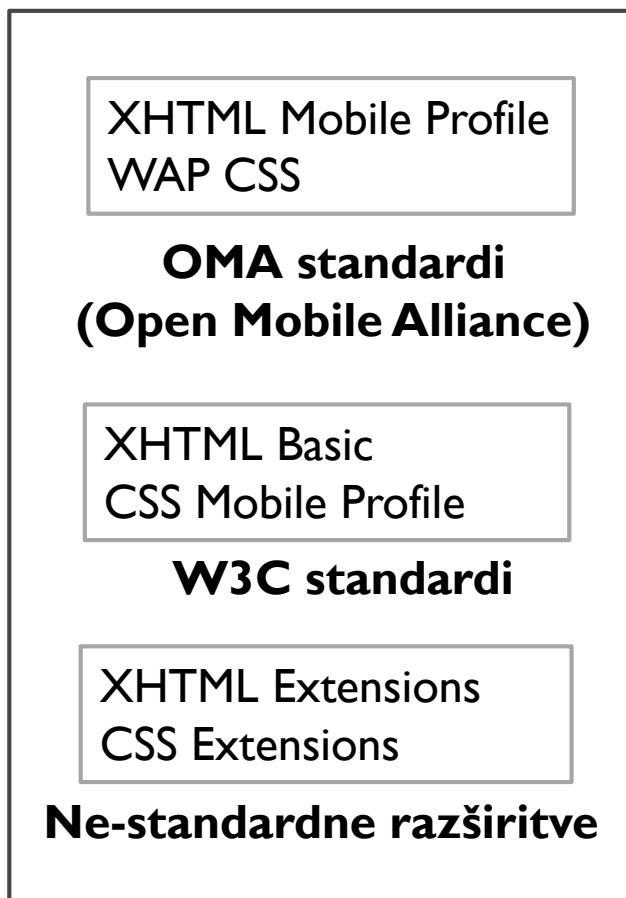 XHTML Mobile Profile
WAP CSS
OMA standardi
(Open Mobile Alliance)
XHTML Basic
CSS Mobile Profile
W3C standardi
XHTML Extensions
CSS Extensions
Ne-standardne razširitve